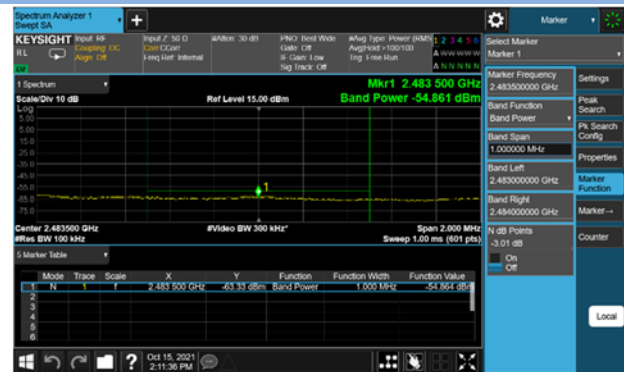 Spectrum Analyzer 1
Swept SA
+
Marker
KEYSIGHT Input: RF Input Z: 50 Ω #Atten: 30 dB PNO: Best Wide #Avg Type: Power (RMS) 1 2 3 4 5 6
RL Coupling: DC Corr CCorr Gate: Off Avg|Hold:>100/100 A W W W W W
Align: Off Freq Ref: Internal IF Gain: Low Trig: Free Run
Sig Track: Off A N N N N N
Select Marker
Marker 1
1 Spectrum
Mkr1 2.483 500 GHz
Scale/Div 10 dB Ref Level 15.00 dBm Band Power -54.861 dBm
Log
5.00
-5.00
-15.0
-25.0
-35.0
-45.0
-55.0
-65.0
-75.0
1
Center 2.483500 GHz #Video BW 300 kHz* Span 2.000 MHz
#Res BW 100 kHz Sweep 1.00 ms (601 pts)
5 Marker Table
Mode Trace Scale X Y Function Function Width Function Value
1 N 1 f 2.483 500 GHz -63.33 dBm Band Power 1.000 MHz -54.864 dBm
2
3
4
5
6
Marker Frequency
2.483500000 GHz
Band Function
Band Power
Band Span
1.000000 MHz
Band Left
2.483000000 GHz
Band Right
2.484000000 GHz
N dB Points
-3.01 dB
On
Off
Settings
Peak
Search
Pk Search
Config
Properties
Marker
Function
Marker→
Counter
Local
? Oct 15, 2021
2:11:36 PM